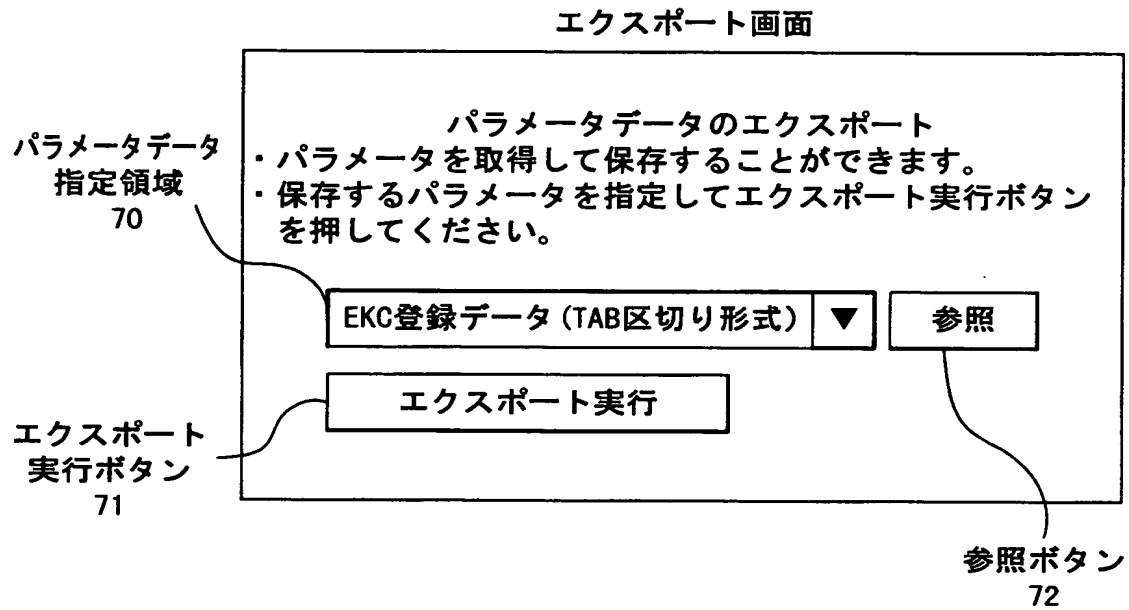 エクスポート画面
パラメータデータのエクスポート
・パラメータを取得して保存することができます。
・保存するパラメータを指定してエクスポート実行ボタン
を押してください。
パラメータデータ
指定領域
70
EKC登録データ(TAB区切り形式) ▼
参照
エクスポート実行
エクスポート
実行ボタン
71
参照ボタン
72